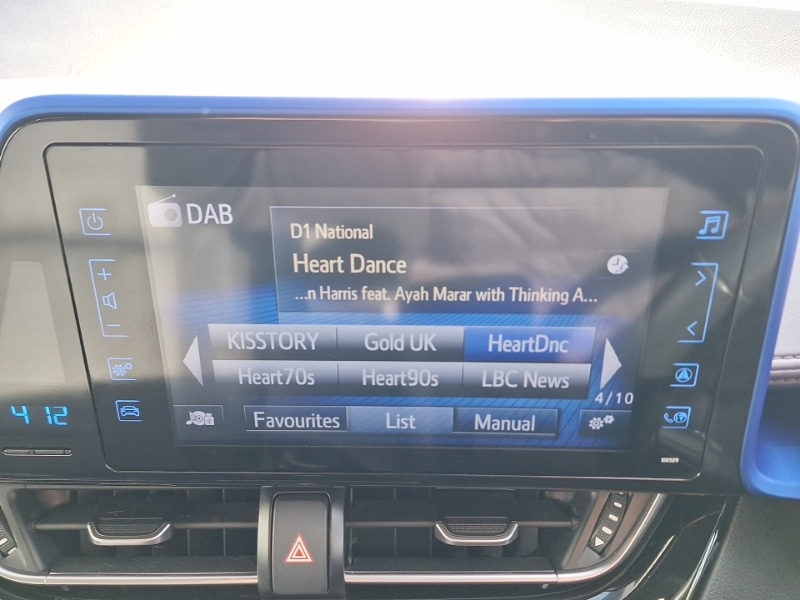 DAB
D1 National
Heart Dance
...n Harris feat. Ayah Marar with Thinking A...
KISSTORY Gold UK HeartDnc
Heart70s Heart90s LBC News
4/10
Favourites List Manual
4 12
100509